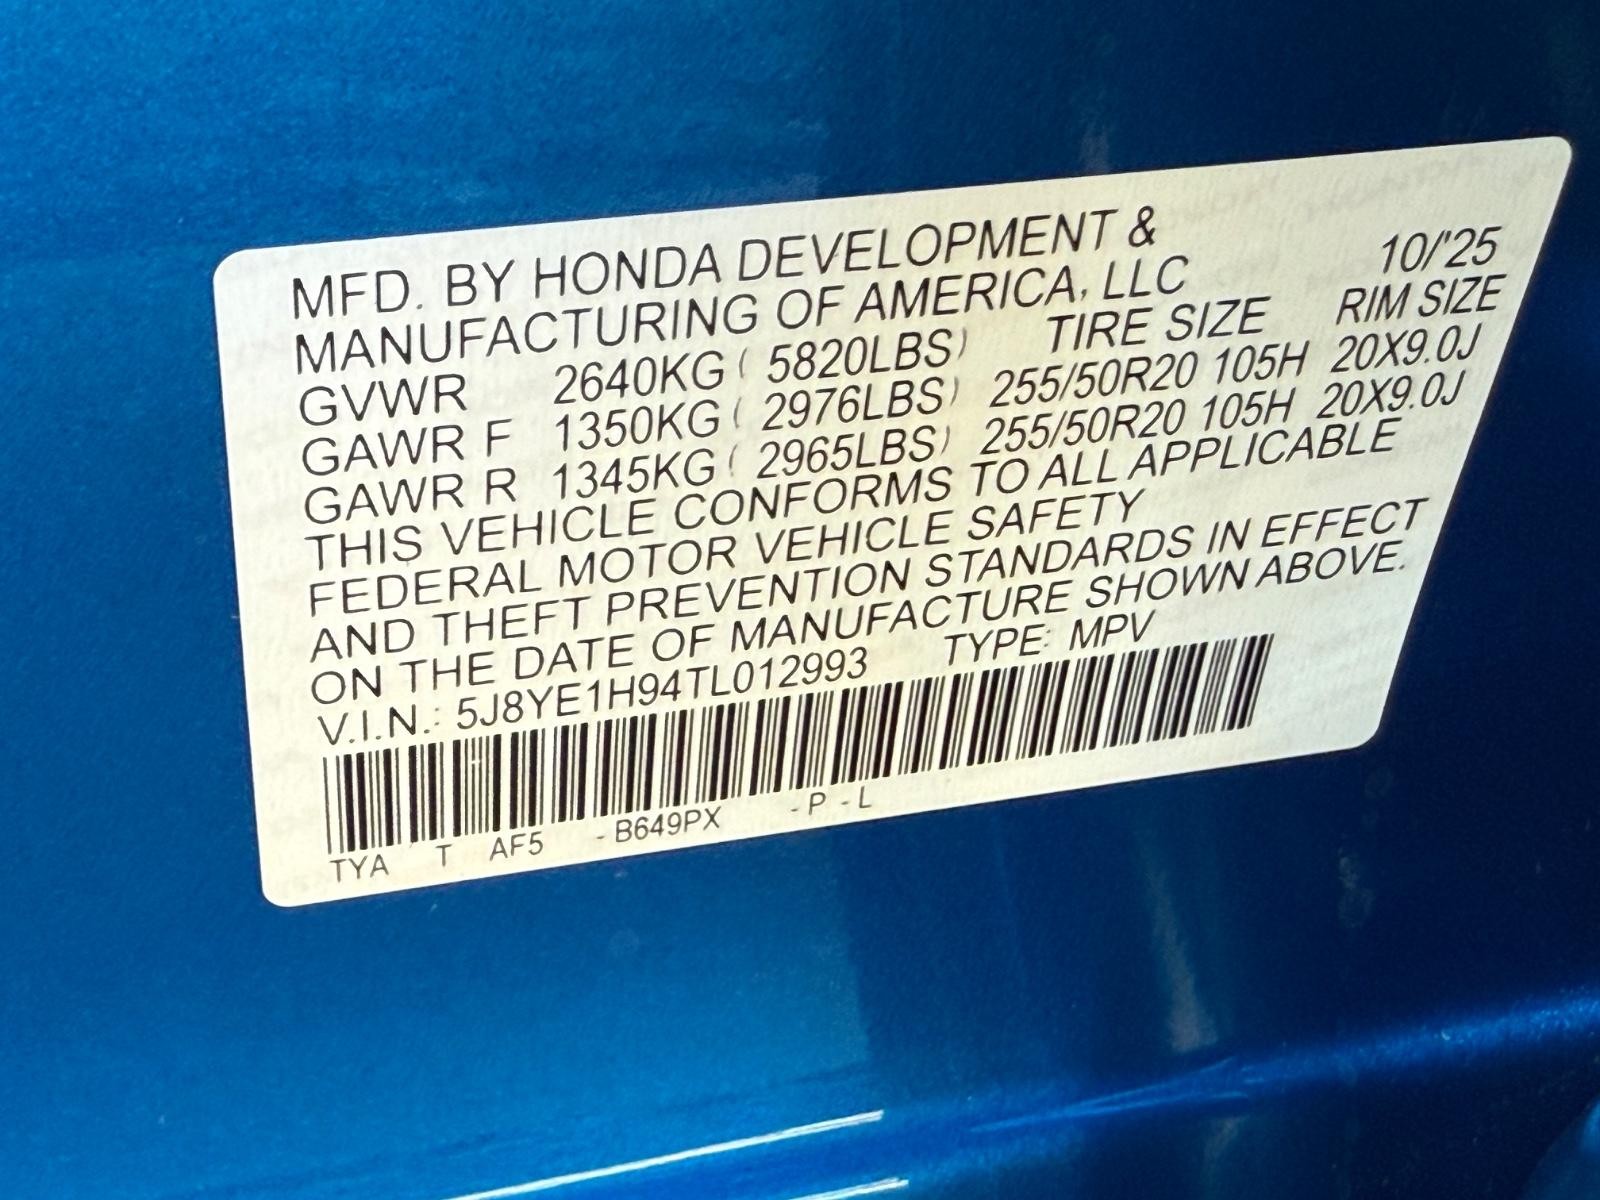 MFD. BY HONDA DEVELOPMENT &
MANUFACTURING OF AMERICA, LLC 10/'25
TIRE SIZE RIM SIZE
GVWR 2640KG ( 5820LBS)
GAWR F 1350KG ( 2976LBS) 255/50R20 105H 20X9.0J
GAWR R 1345KG ( 2965LBS) 255/50R20 105H 20X9.0J
THIS VEHICLE CONFORMS TO ALL APPLICABLE
FEDERAL MOTOR VEHICLE SAFETY
AND THEFT PREVENTION STANDARDS IN EFFECT
ON THE DATE OF MANUFACTURE SHOWN ABOVE.
V.I.N.: 5J8YE1H94TL012993 TYPE: MPV
TYA T AF5 -B649PX -P -L